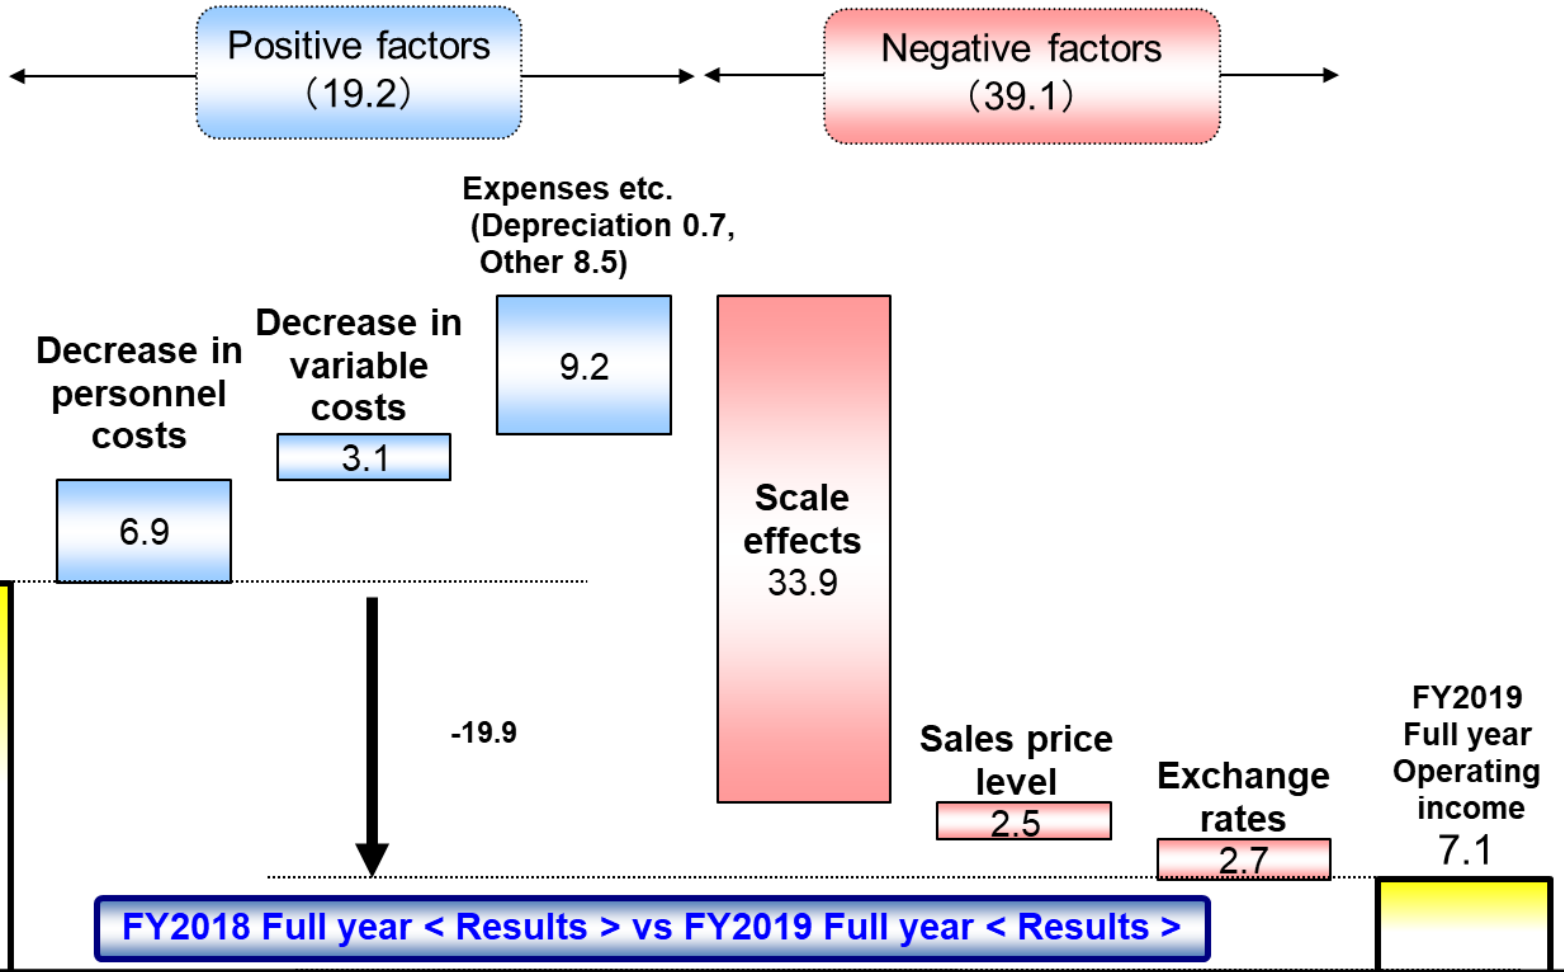 Positive factors
（19.2）
Negative factors
（39.1）
Expenses etc.
(Depreciation 0.7,
Other 8.5)
9.2
Decrease in
variable
costs
3.1
Decrease in
personnel
costs
6.9
Scale
effects
33.9
-19.9
Sales price
level
2.5
Exchange
rates
2.7
FY2019
Full year
Operating
income
7.1
FY2018 Full year < Results > vs FY2019 Full year < Results >